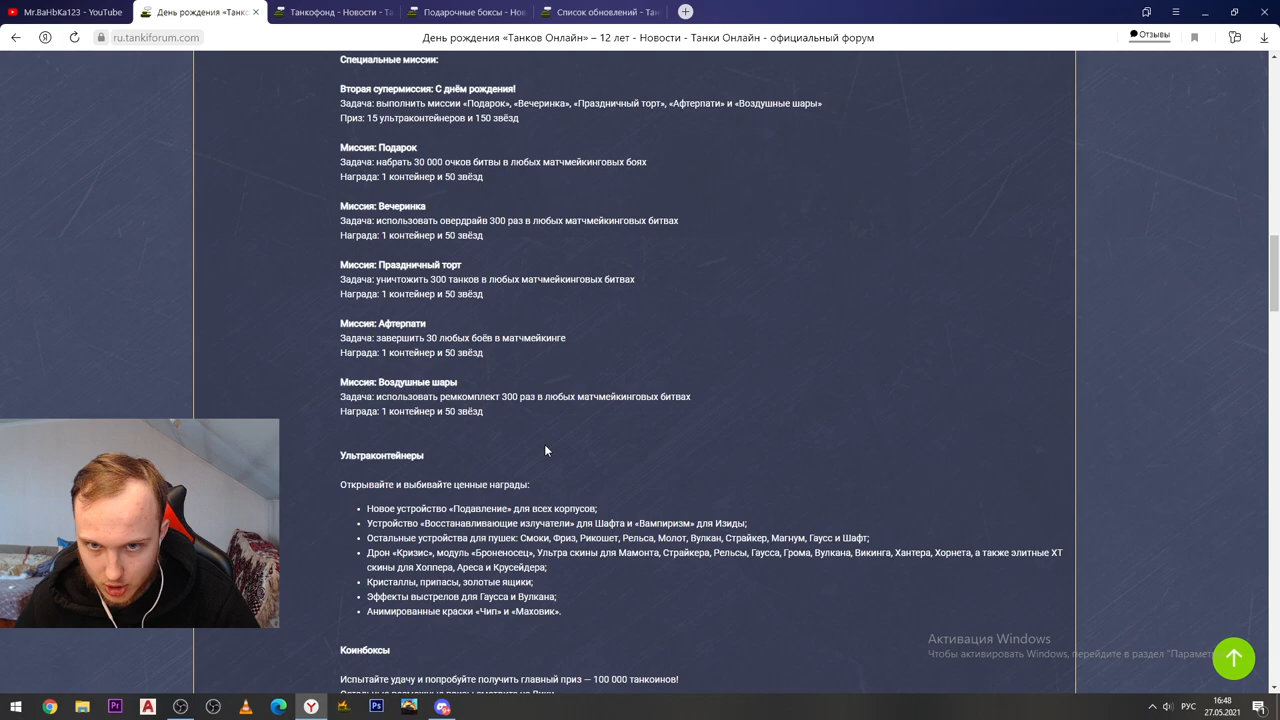 Mr.BaHbKa123 – YouTube
День рождения «Танко
Танкофонд - Новости - Та
Подарочные боксы - Нов
Список обновлений - Тан
ru.tankiforum.com
День рождения «Танков Онлайн» – 12 лет - Новости - Танки Онлайн - официальный форум
Отзывы
Специальные миссии:
Вторая супермиссия: С днём рождения!
Задача: выполнить миссии «Подарок», «Вечеринка», «Праздничный торт», «Афтерпати» и «Воздушные шары»
Приз: 15 ультраконтейнеров и 150 звёзд
Миссия: Подарок
Задача: набрать 30 000 очков битвы в любых матчмейкинговых боях
Награда: 1 контейнер и 50 звёзд
Миссия: Вечеринка
Задача: использовать овердрайв 300 раз в любых матчмейкинговых битвах
Награда: 1 контейнер и 50 звёзд
Миссия: Праздничный торт
Задача: уничтожить 300 танков в любых матчмейкинговых битвах
Награда: 1 контейнер и 50 звёзд
Миссия: Афтерпати
Задача: завершить 30 любых боёв в матчмейкинге
Награда: 1 контейнер и 50 звёзд
Миссия: Воздушные шары
Задача: использовать ремкомплект 300 раз в любых матчмейкинговых битвах
Награда: 1 контейнер и 50 звёзд
Ультраконтейнеры
Открывайте и выбивайте ценные награды:
• Новое устройство «Подавление» для всех корпусов;
• Устройство «Восстанавливающие излучатели» для Шафта и «Вампиризм» для Изиды;
• Остальные устройства для пушек: Смоки, Фриз, Рикошет, Рельса, Молот, Вулкан, Страйкер, Магнум, Гаусс и Шафт;
• Дрон «Кризис», модуль «Броненосец», Ультра скины для Мамонта, Страйкера, Рельсы, Гаусса, Грома, Вулкана, Викинга, Хантера, Хорнета, а также элитные XT
скины для Хоппера, Ареса и Крусейдера;
• Кристаллы, припасы, золотые ящики;
• Эффекты выстрелов для Гаусса и Вулкана;
• Анимированные краски «Чип» и «Маховик».
Коинбоксы
Испытайте удачу и попробуйте получить главный приз — 100 000 танкоинов!
Остальные возможные призы смотрите на Вики.
Активация Windows
Чтобы активировать Windows, перейдите в раздел "Парамет
РУС
16:48
27.05.2021